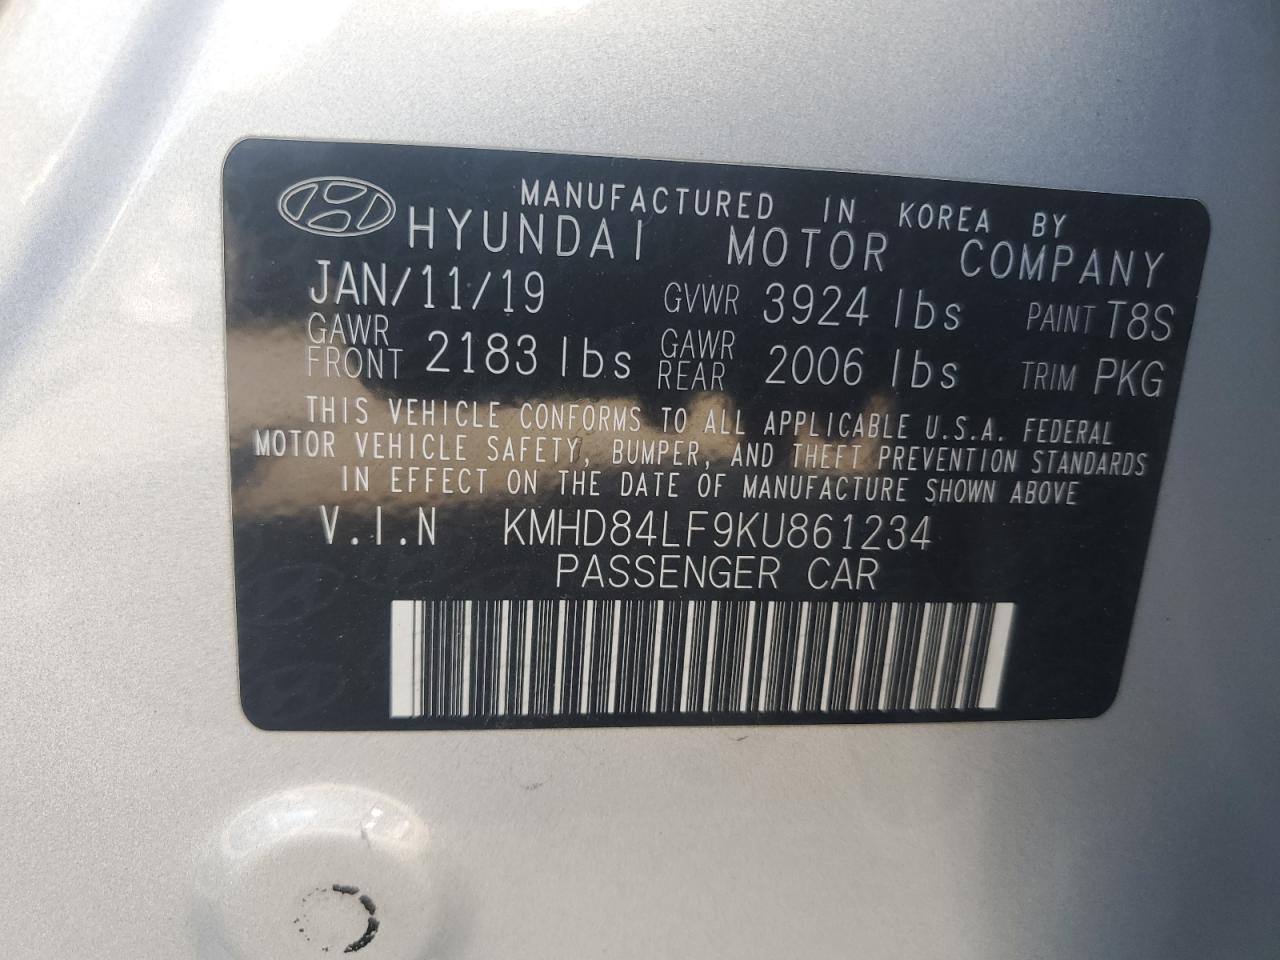 MANUFACTURED IN KOREA BY
HYUNDAI MOTOR COMPANY
JAN/11/19 GVWR 3924 lbs PAINT T8S
GAWR FRONT 2183 lbs GAWR REAR 2006 lbs TRIM PKG
THIS VEHICLE CONFORMS TO ALL APPLICABLE U.S.A. FEDERAL
MOTOR VEHICLE SAFETY, BUMPER, AND THEFT PREVENTION STANDARDS
IN EFFECT ON THE DATE OF MANUFACTURE SHOWN ABOVE
V.I.N KMHD84LF9KU861234
PASSENGER CAR